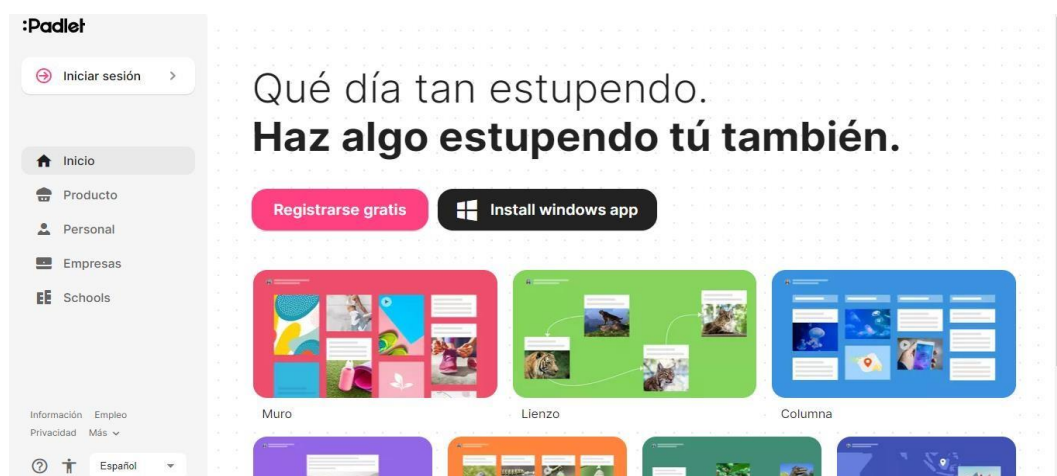 :Padlet
Iniciar sesión
Inicio
Producto
Personal
Empresas
Schools
Información Empleo
Privacidad Más
Español
Qué día tan estupendo.
Haz algo estupendo tú también.
Registrarse gratis
Install windows app
Muro
Lienzo
Columna